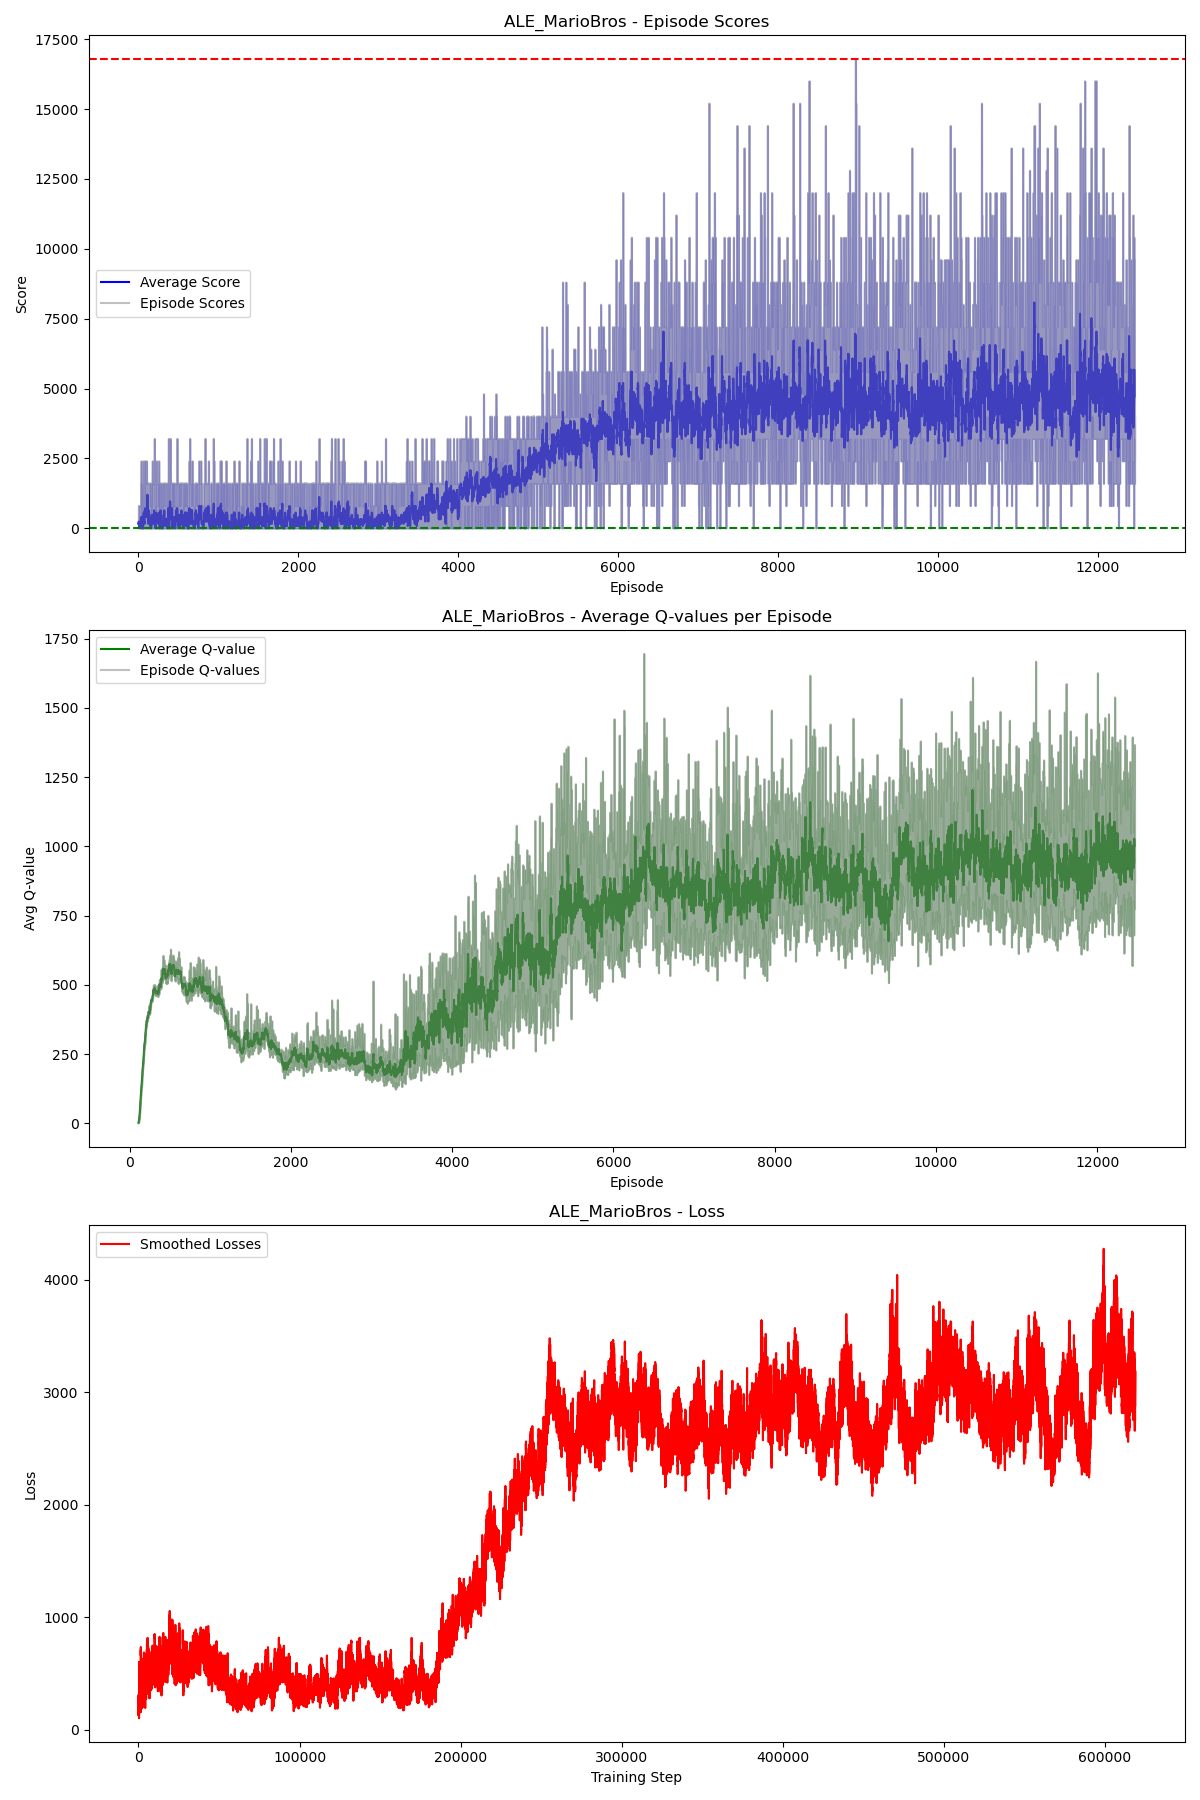 ALE_MarioBros - Episode Scores
17500
15000
12500
10000
7500
5000
2500
0
Score
Average Score
Episode Scores
0 2000 4000 6000 8000 10000 12000
Episode
ALE_MarioBros - Average Q-values per Episode
1750
1500
1250
1000
750
500
250
0
Avg Q-value
Average Q-value
Episode Q-values
0 2000 4000 6000 8000 10000 12000
Episode
ALE_MarioBros - Loss
4000
3000
2000
1000
0
Loss
Smoothed Losses
0 100000 200000 300000 400000 500000 600000
Training Step